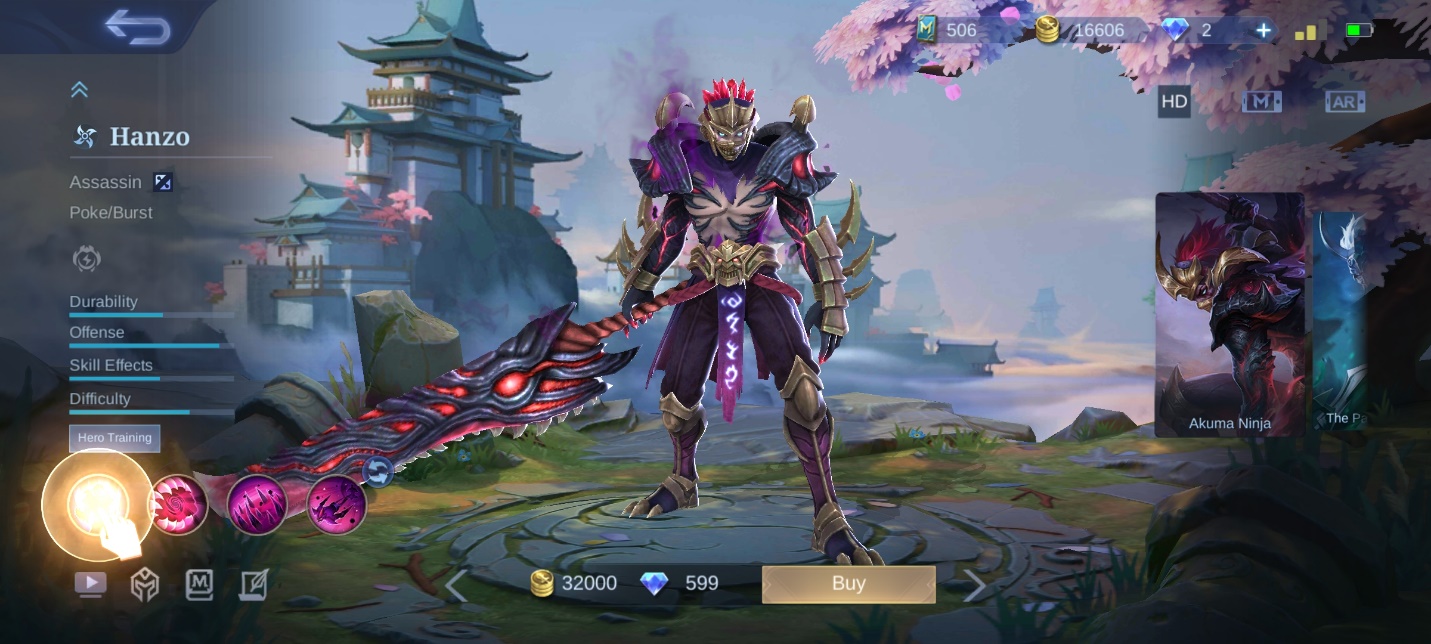 506
16606
2
HD
M
AR
Hanzo
Assassin
Poke/Burst
Durability
Offense
Skill Effects
Difficulty
Hero Training
Akuma Ninja
The Pa
32000
599
Buy